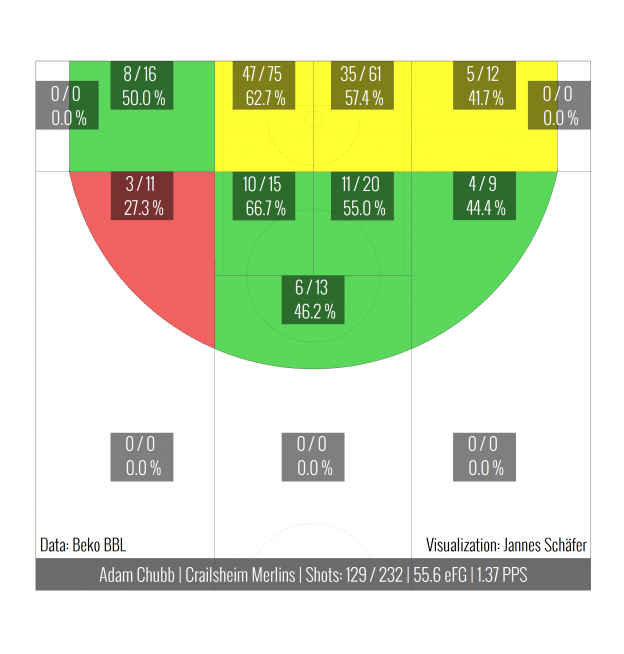 8 / 16
50.0 %
47 / 75
62.7 %
35 / 61
57.4 %
5 / 12
41.7 %
0 / 0
0.0 %
0 / 0
0.0 %
3 / 11
27.3 %
10 / 15
66.7 %
11 / 20
55.0 %
4 / 9
44.4 %
6 / 13
46.2 %
0 / 0
0.0 %
0 / 0
0.0 %
0 / 0
0.0 %
Data: Beko BBL
Visualization: Jannes Schäfer
Adam Chubb | Crailsheim Merlins | Shots: 129 / 232 | 55.6 eFG | 1.37 PPS